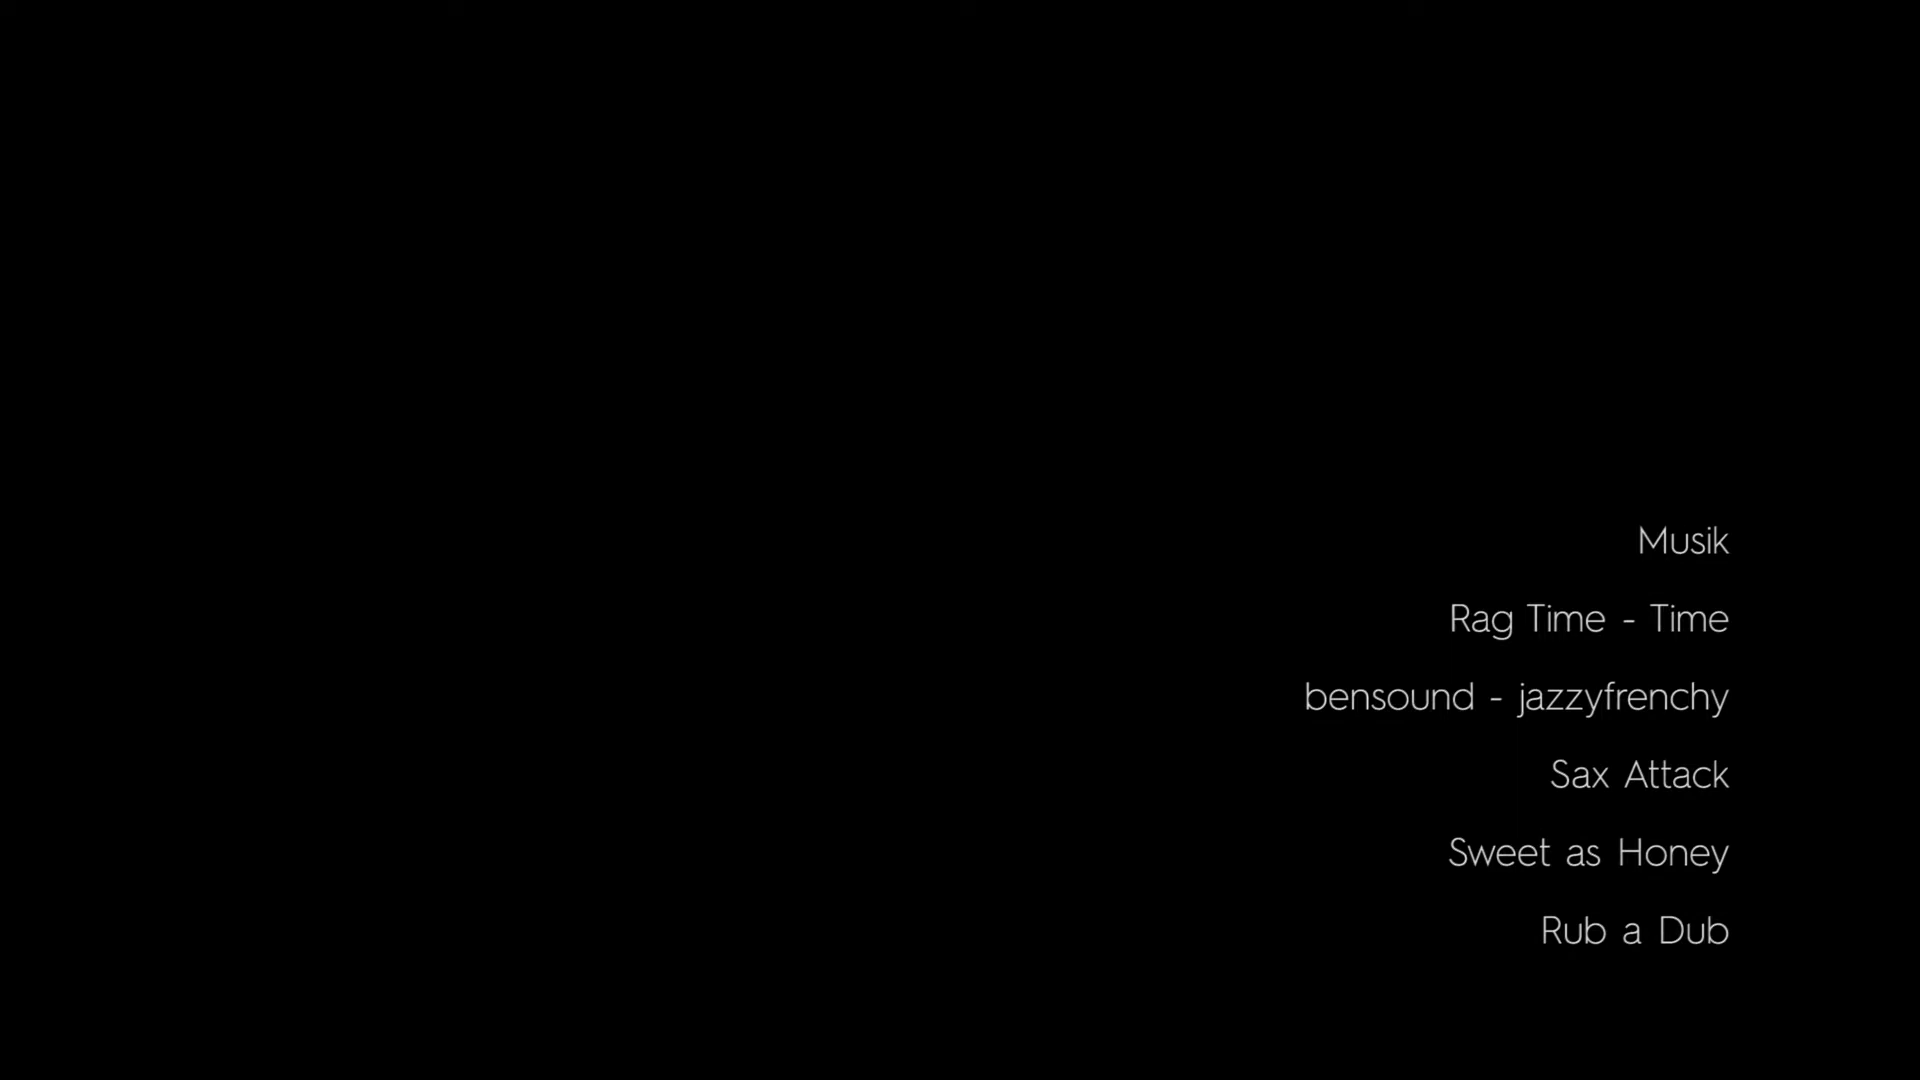 Musik
Rag Time - Time
bensound - jazzyfrenchy
Sax Attack
Sweet as Honey
Rub a Dub